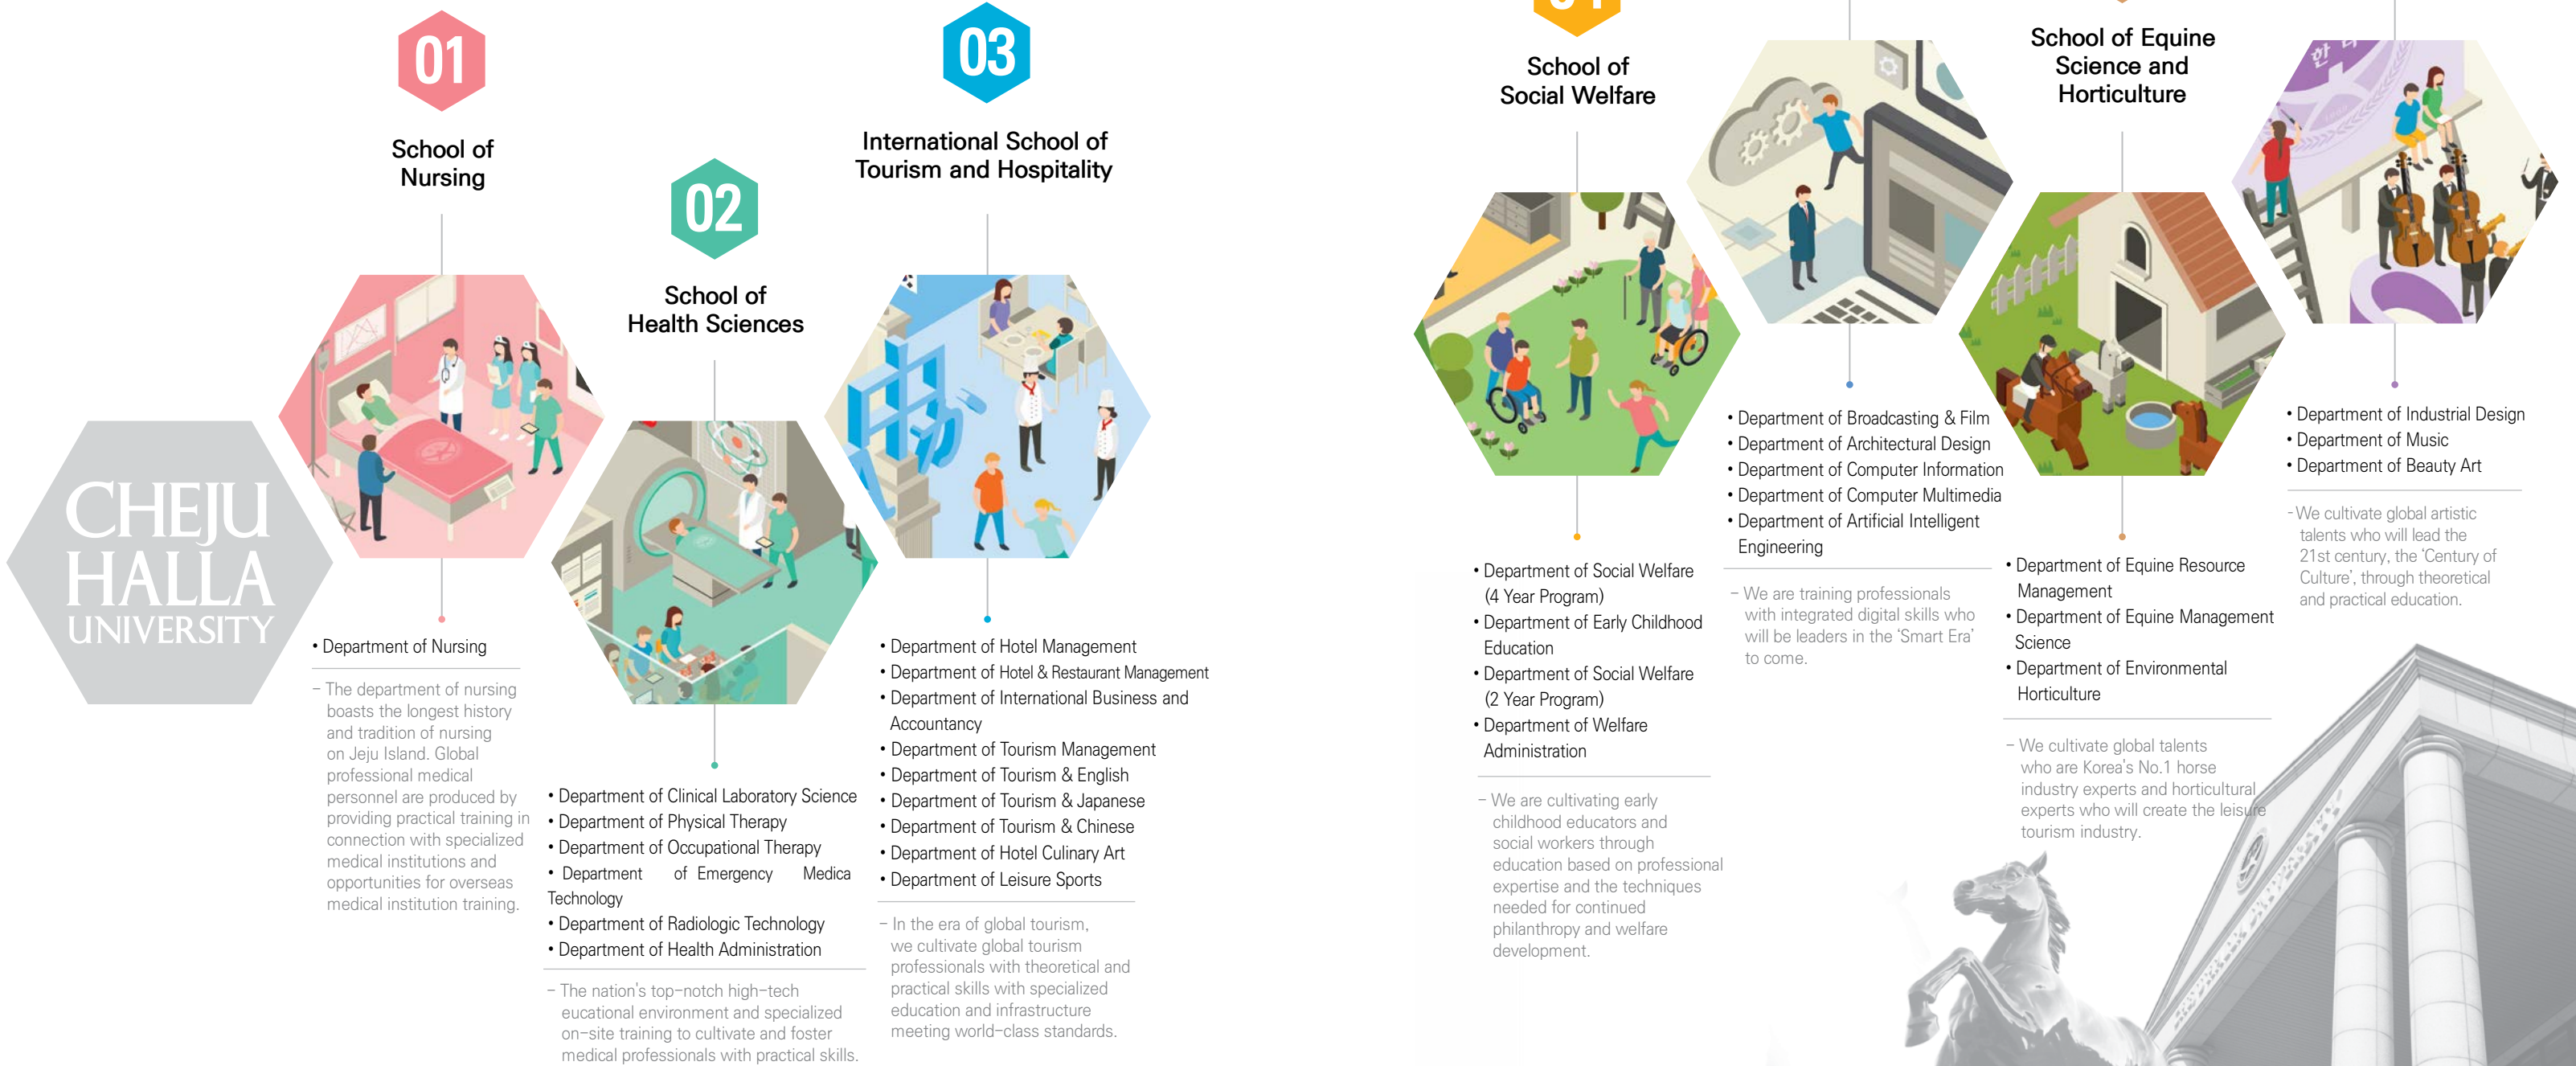 CHEJU
HALLA
UNIVERSITY
01
School of
Nursing
• Department of Nursing
– The department of nursing
boasts the longest history
and tradition of nursing
on Jeju Island. Global
professional medical
personnel are produced by
providing practical training in
connection with specialized
medical institutions and
opportunities for overseas
medical institution training.
02
School of
Health Sciences
• Department of Clinical Laboratory Science
• Department of Physical Therapy
• Department of Occupational Therapy
• Department of Emergency Medica
Technology
• Department of Radiologic Technology
• Department of Health Administration
– The nation's top-notch high-tech
eucational environment and specialized
on-site training to cultivate and foster
medical professionals with practical skills.
03
International School of
Tourism and Hospitality
• Department of Hotel Management
• Department of Hotel & Restaurant Management
• Department of International Business and
Accountancy
• Department of Tourism Management
• Department of Tourism & English
• Department of Tourism & Japanese
• Department of Tourism & Chinese
• Department of Hotel Culinary Art
• Department of Leisure Sports
– In the era of global tourism,
we cultivate global tourism
professionals with theoretical and
practical skills with specialized
education and infrastructure
meeting world-class standards.
School of
Social Welfare
• Department of Social Welfare
(4 Year Program)
• Department of Early Childhood
Education
• Department of Social Welfare
(2 Year Program)
• Department of Welfare
Administration
– We are cultivating early
childhood educators and
social workers through
education based on professional
expertise and the techniques
needed for continued
philanthropy and welfare
development.
• Department of Broadcasting & Film
• Department of Architectural Design
• Department of Computer Information
• Department of Computer Multimedia
• Department of Artificial Intelligent
Engineering
– We are training professionals
with integrated digital skills who
will be leaders in the ‘Smart Era’
to come.
School of Equine
Science and
Horticulture
• Department of Equine Resource
Management
• Department of Equine Management
Science
• Department of Environmental
Horticulture
– We cultivate global talents
who are Korea's No.1 horse
industry experts and horticultural
experts who will create the leisure
tourism industry.
한
• Department of Industrial Design
• Department of Music
• Department of Beauty Art
- We cultivate global artistic
talents who will lead the
21st century, the ‘Century of
Culture’, through theoretical
and practical education.